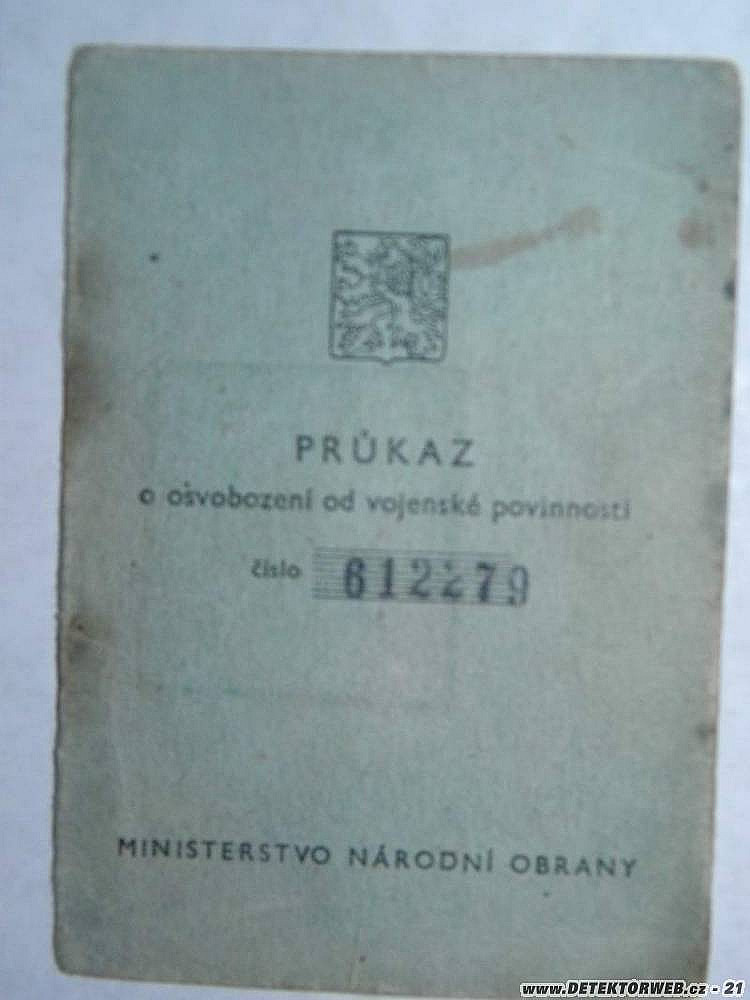 PRŮKAZ
o osvobození od vojenské povinnosti
číslo 612279
MINISTERSTVO NÁRODNÍ OBRANY
www.DETEKTORWEB.cz - 21